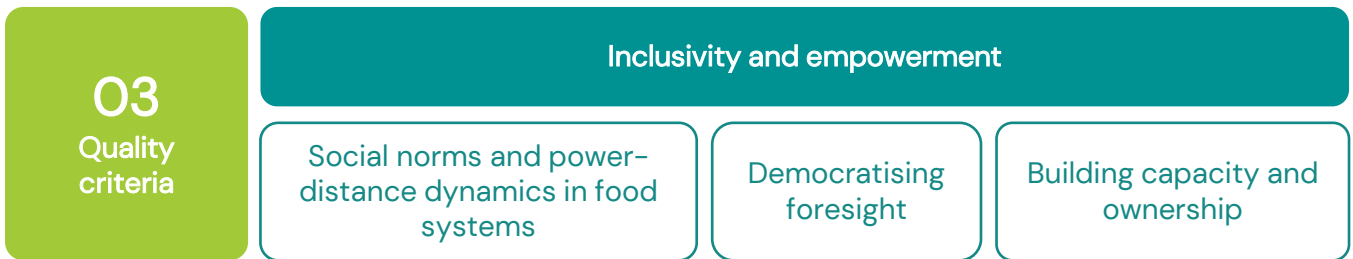 03
Quality
criteria
Inclusivity and empowerment
Social norms and power-
distance dynamics in food
systems
Democratising
foresight
Building capacity and
ownership